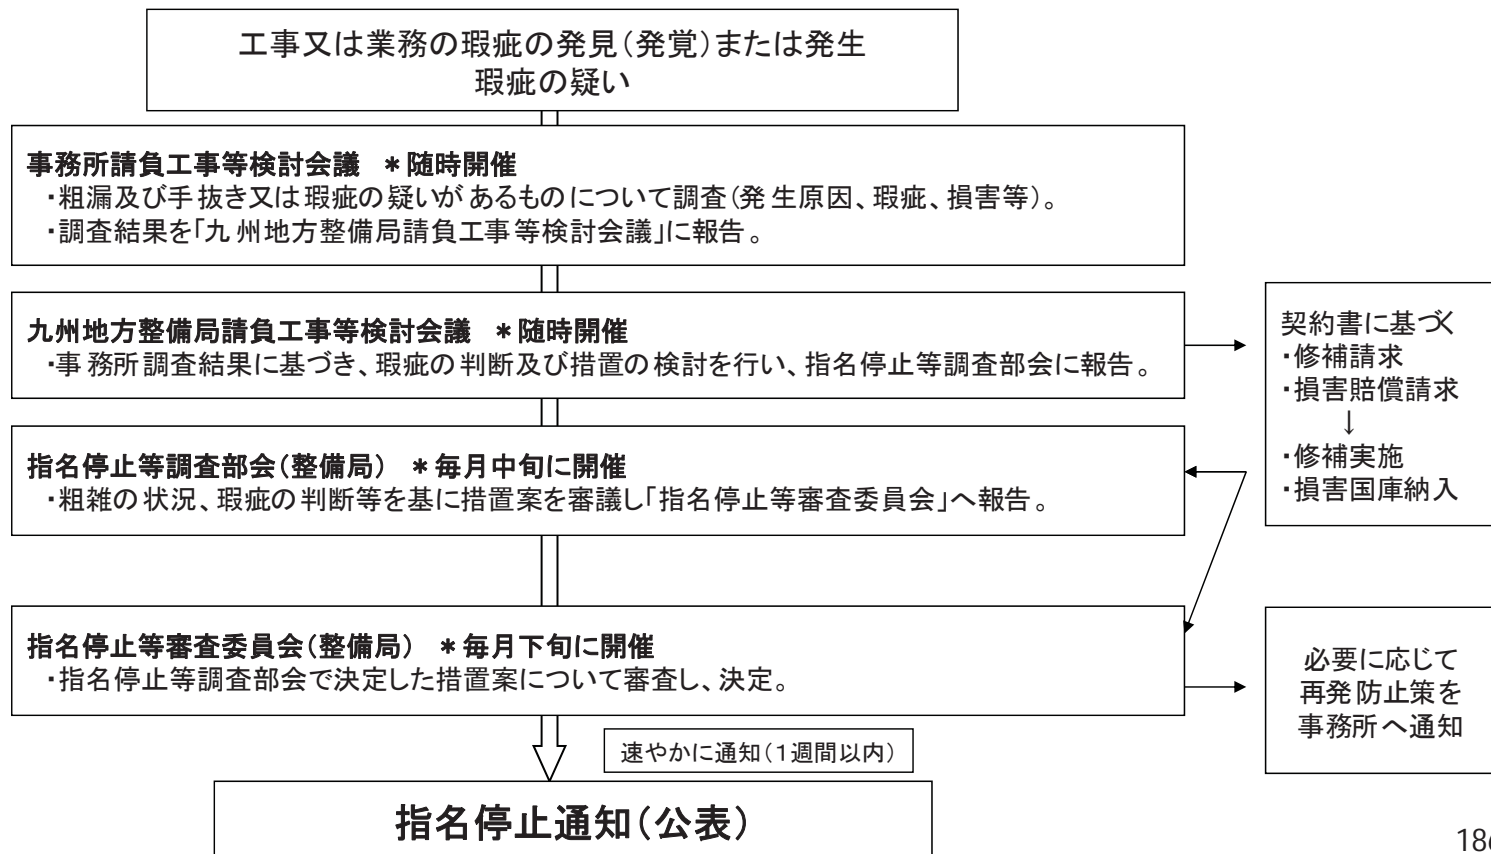 工事又は業務の瑕疵の発見(発覚)または発生
瑕疵の疑い
事務所請負工事等検討会議 *随時開催
・粗漏及び手抜き又は瑕疵の疑いがあるものについて調査(発生原因、瑕疵、損害等)。
・調査結果を「九州地方整備局請負工事等検討会議」に報告。
九州地方整備局請負工事等検討会議 *随時開催
・事務所調査結果に基づき、瑕疵の判断及び措置の検討を行い、指名停止等調査部会に報告。
契約書に基づく
・修補請求
・損害賠償請求
↓
・修補実施
・損害国庫納入
指名停止等調査部会(整備局) *毎月中旬に開催
・粗雑の状況、瑕疵の判断等を基に措置案を審議し「指名停止等審査委員会」へ報告。
指名停止等審査委員会(整備局) *毎月下旬に開催
・指名停止等調査部会で決定した措置案について審査し、決定。
必要に応じて
再発防止策を
事務所へ通知
速やかに通知(1週間以内)
指名停止通知(公表)
186